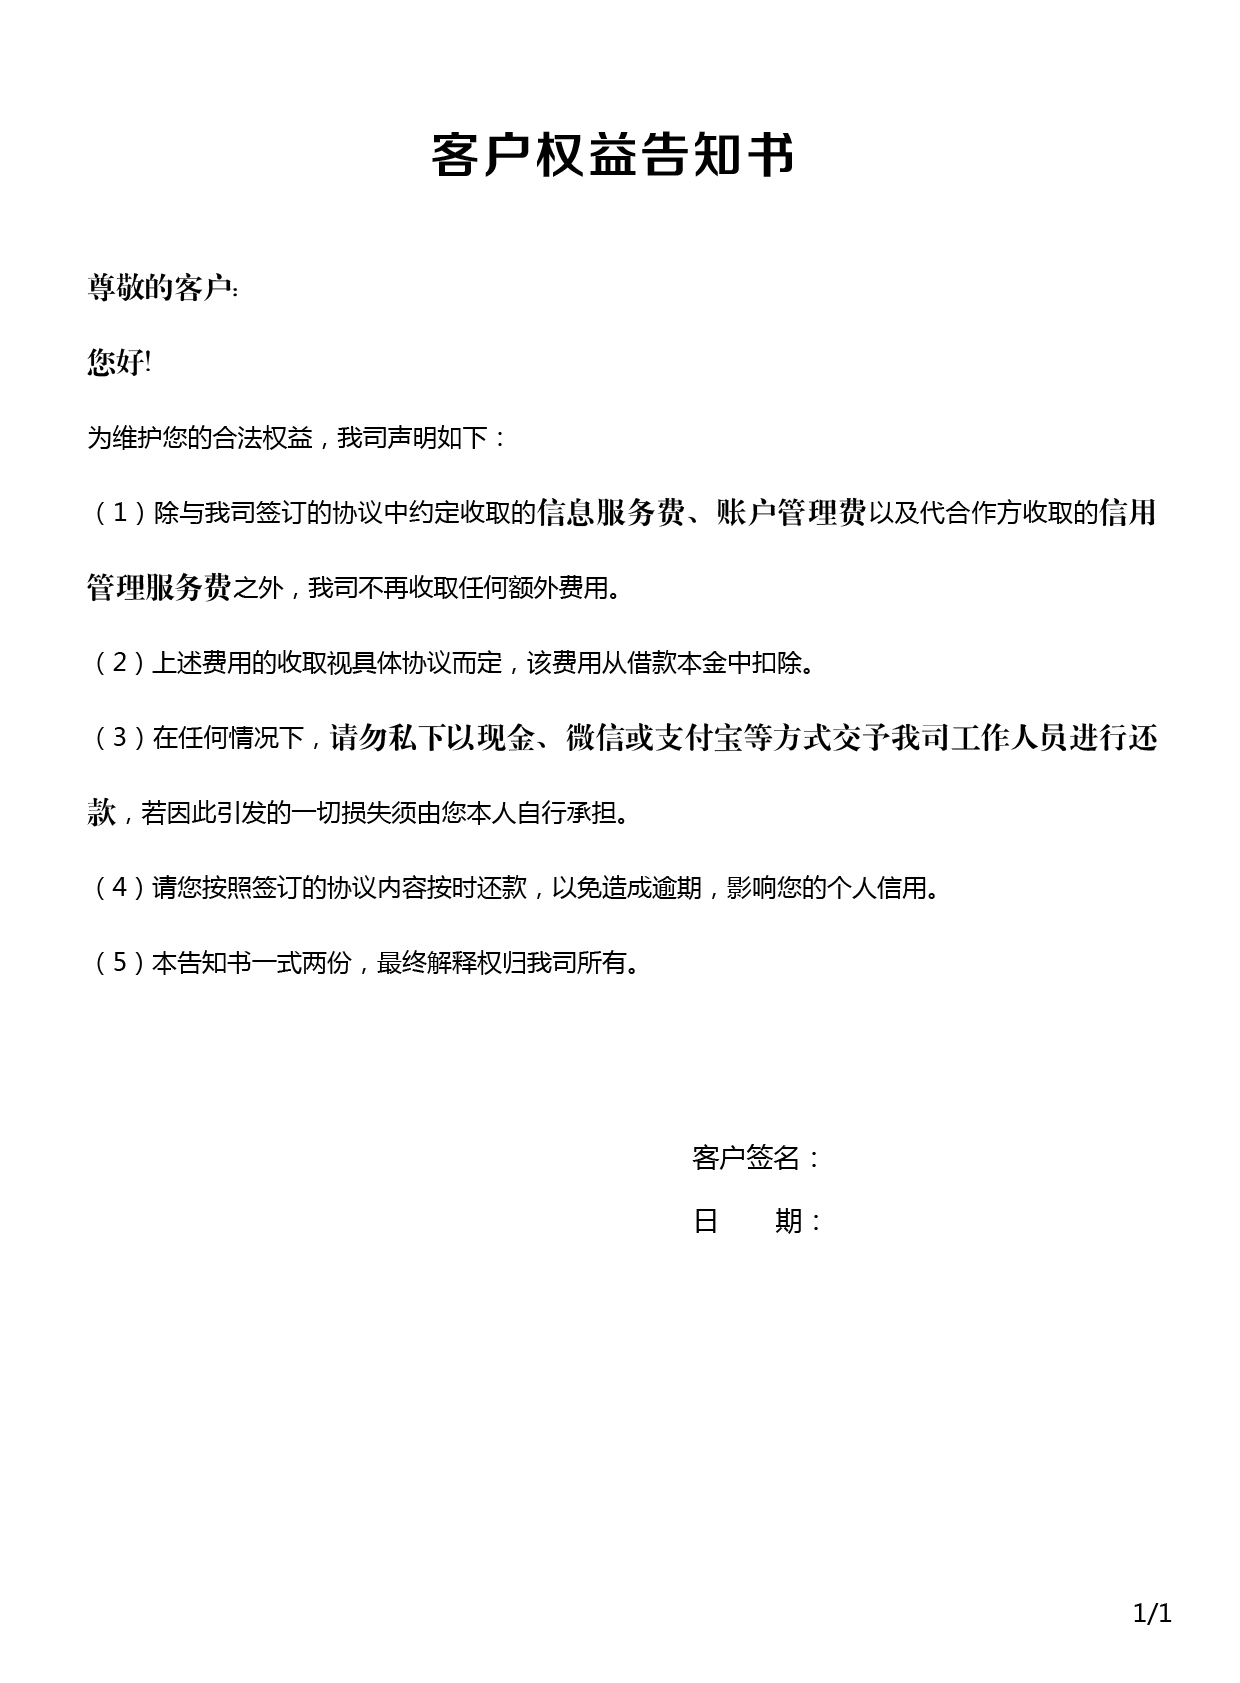 客户权益告知书
尊敬的客户:
您好!
为维护您的合法权益，我司声明如下：
（1）除与我司签订的协议中约定收取的信息服务费、账户管理费以及代合作方收取的信用
管理服务费之外，我司不再收取任何额外费用。
（2）上述费用的收取视具体协议而定，该费用从借款本金中扣除。
（3）在任何情况下，请勿私下以现金、微信或支付宝等方式交予我司工作人员进行还
款，若因此引发的一切损失须由您本人自行承担。
（4）请您按照签订的协议内容按时还款，以免造成逾期，影响您的个人信用。
（5）本告知书一式两份，最终解释权归我司所有。
客户签名：
日　　期：
1/1